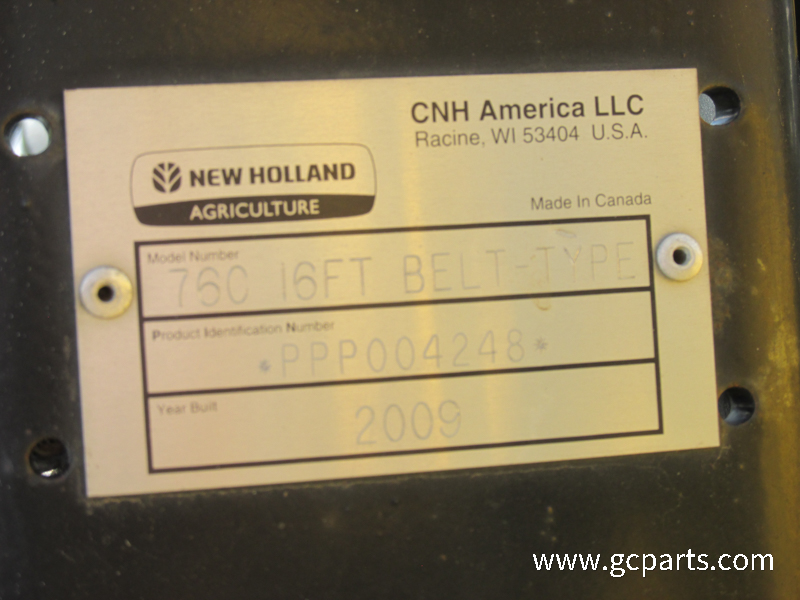 CNH America LLC
Racine, WI 53404 U.S.A.
NEW HOLLAND
AGRICULTURE
Made In Canada
Model Number
76C 16FT BELT-TYPE
Product Identification Number
*PPP004248*
Year Built
2009
www.gcparts.com